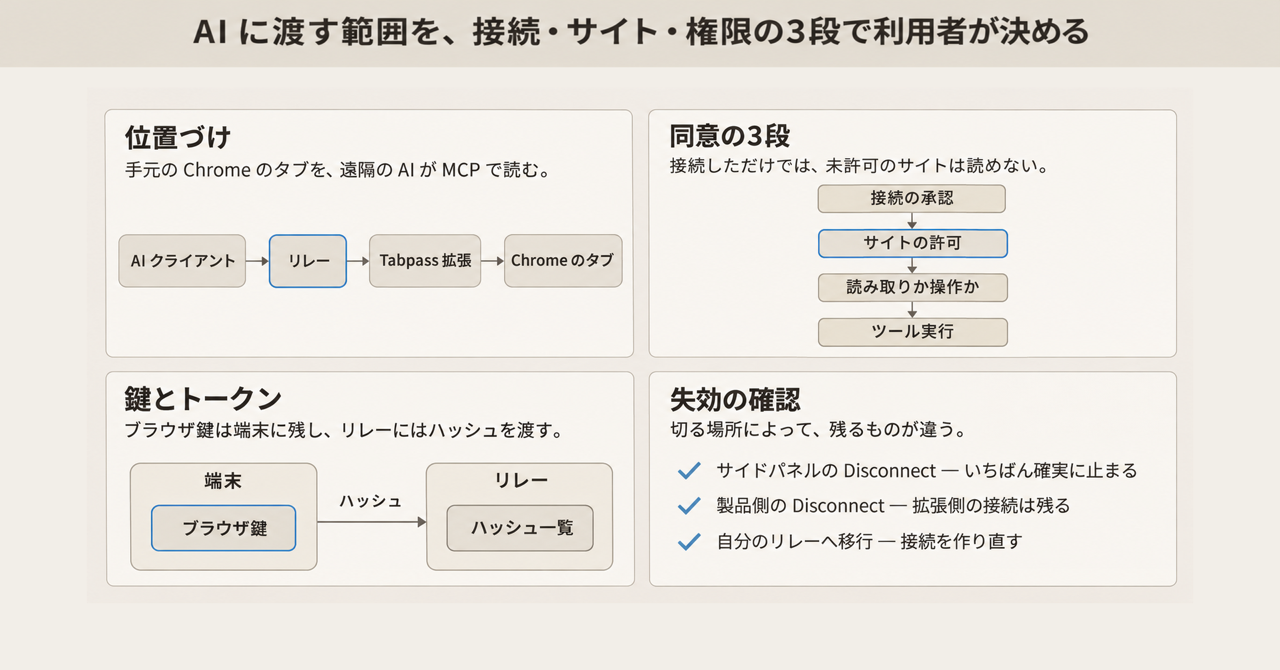 AI に渡す範囲を、接続・サイト・権限の3段で利用者が決める
位置づけ
手元の Chrome のタブを、遠隔の AI が MCP で読む。
AI クライアント
リレー
Tabpass 拡張
Chrome のタブ
同意の3段
接続しただけでは、未許可のサイトは読めない。
接続の承認
サイトの許可
読み取りか操作か
ツール実行
鍵とトークン
ブラウザ鍵は端末に残し、リレーにはハッシュを渡す。
端末
ブラウザ鍵
ハッシュ
リレー
ハッシュ一覧
失効の確認
切る場所によって、残るものが違う。
サイドパネルの Disconnect — いちばん確実に止まる
製品側の Disconnect — 拡張側の接続は残る
自分のリレーへ移行 — 接続を作り直す